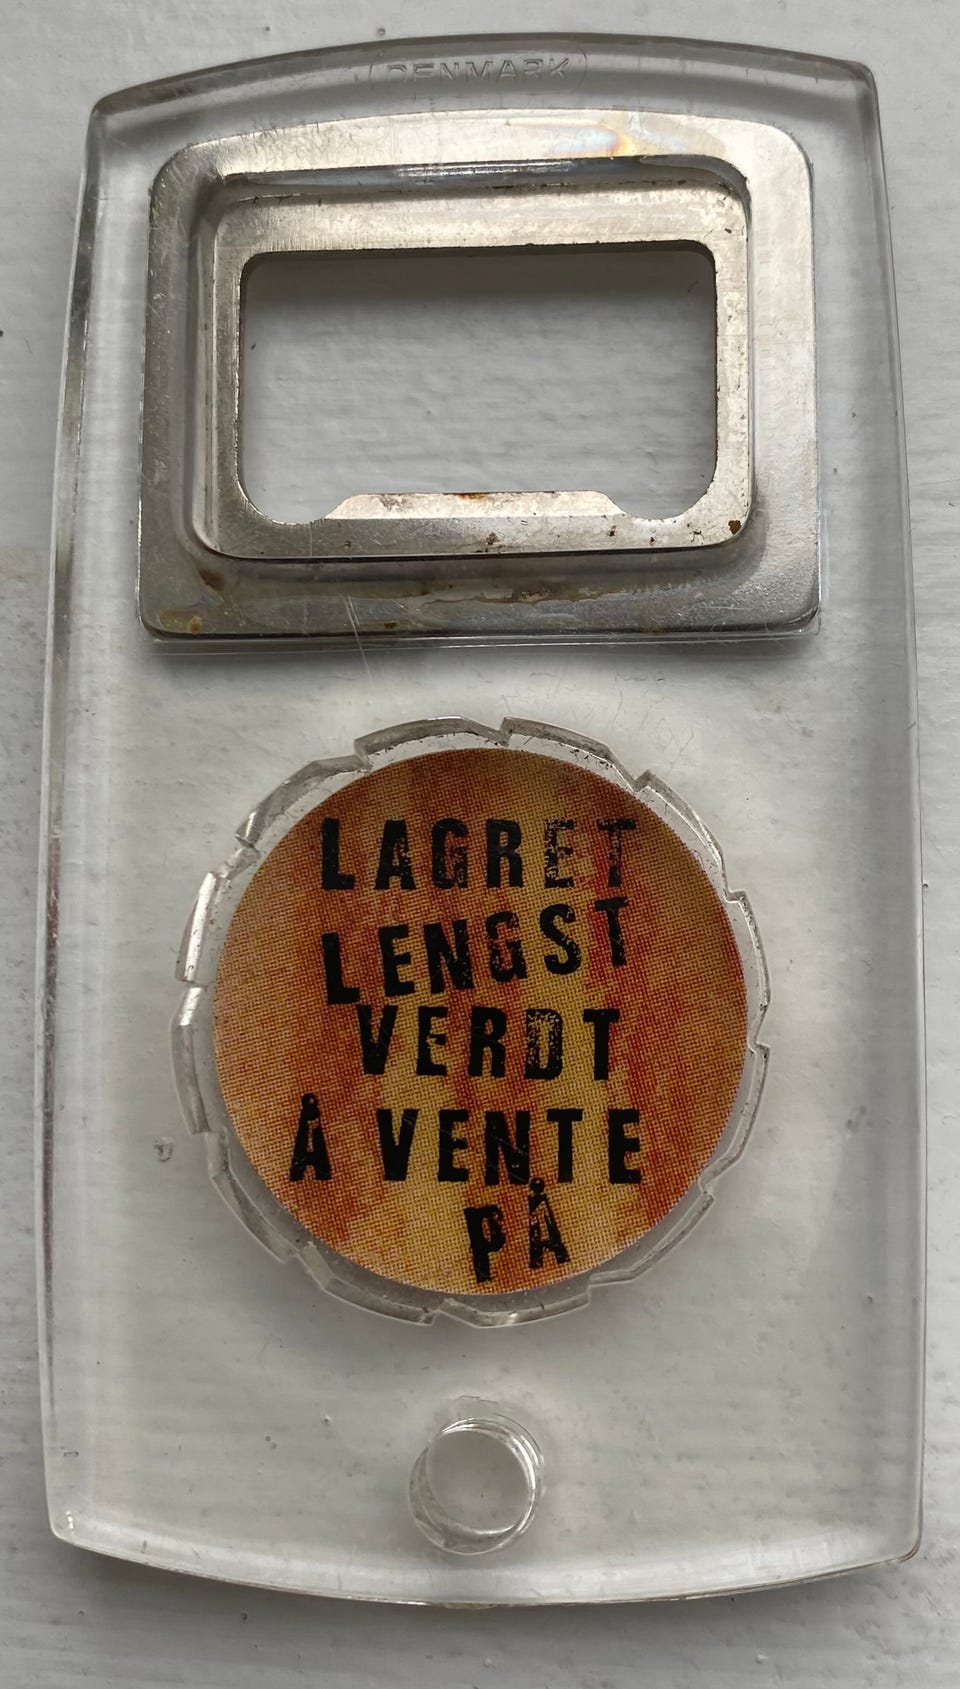 DENMARK
LAGRET
LENGST
VERDT
Å VENTE
PÅ